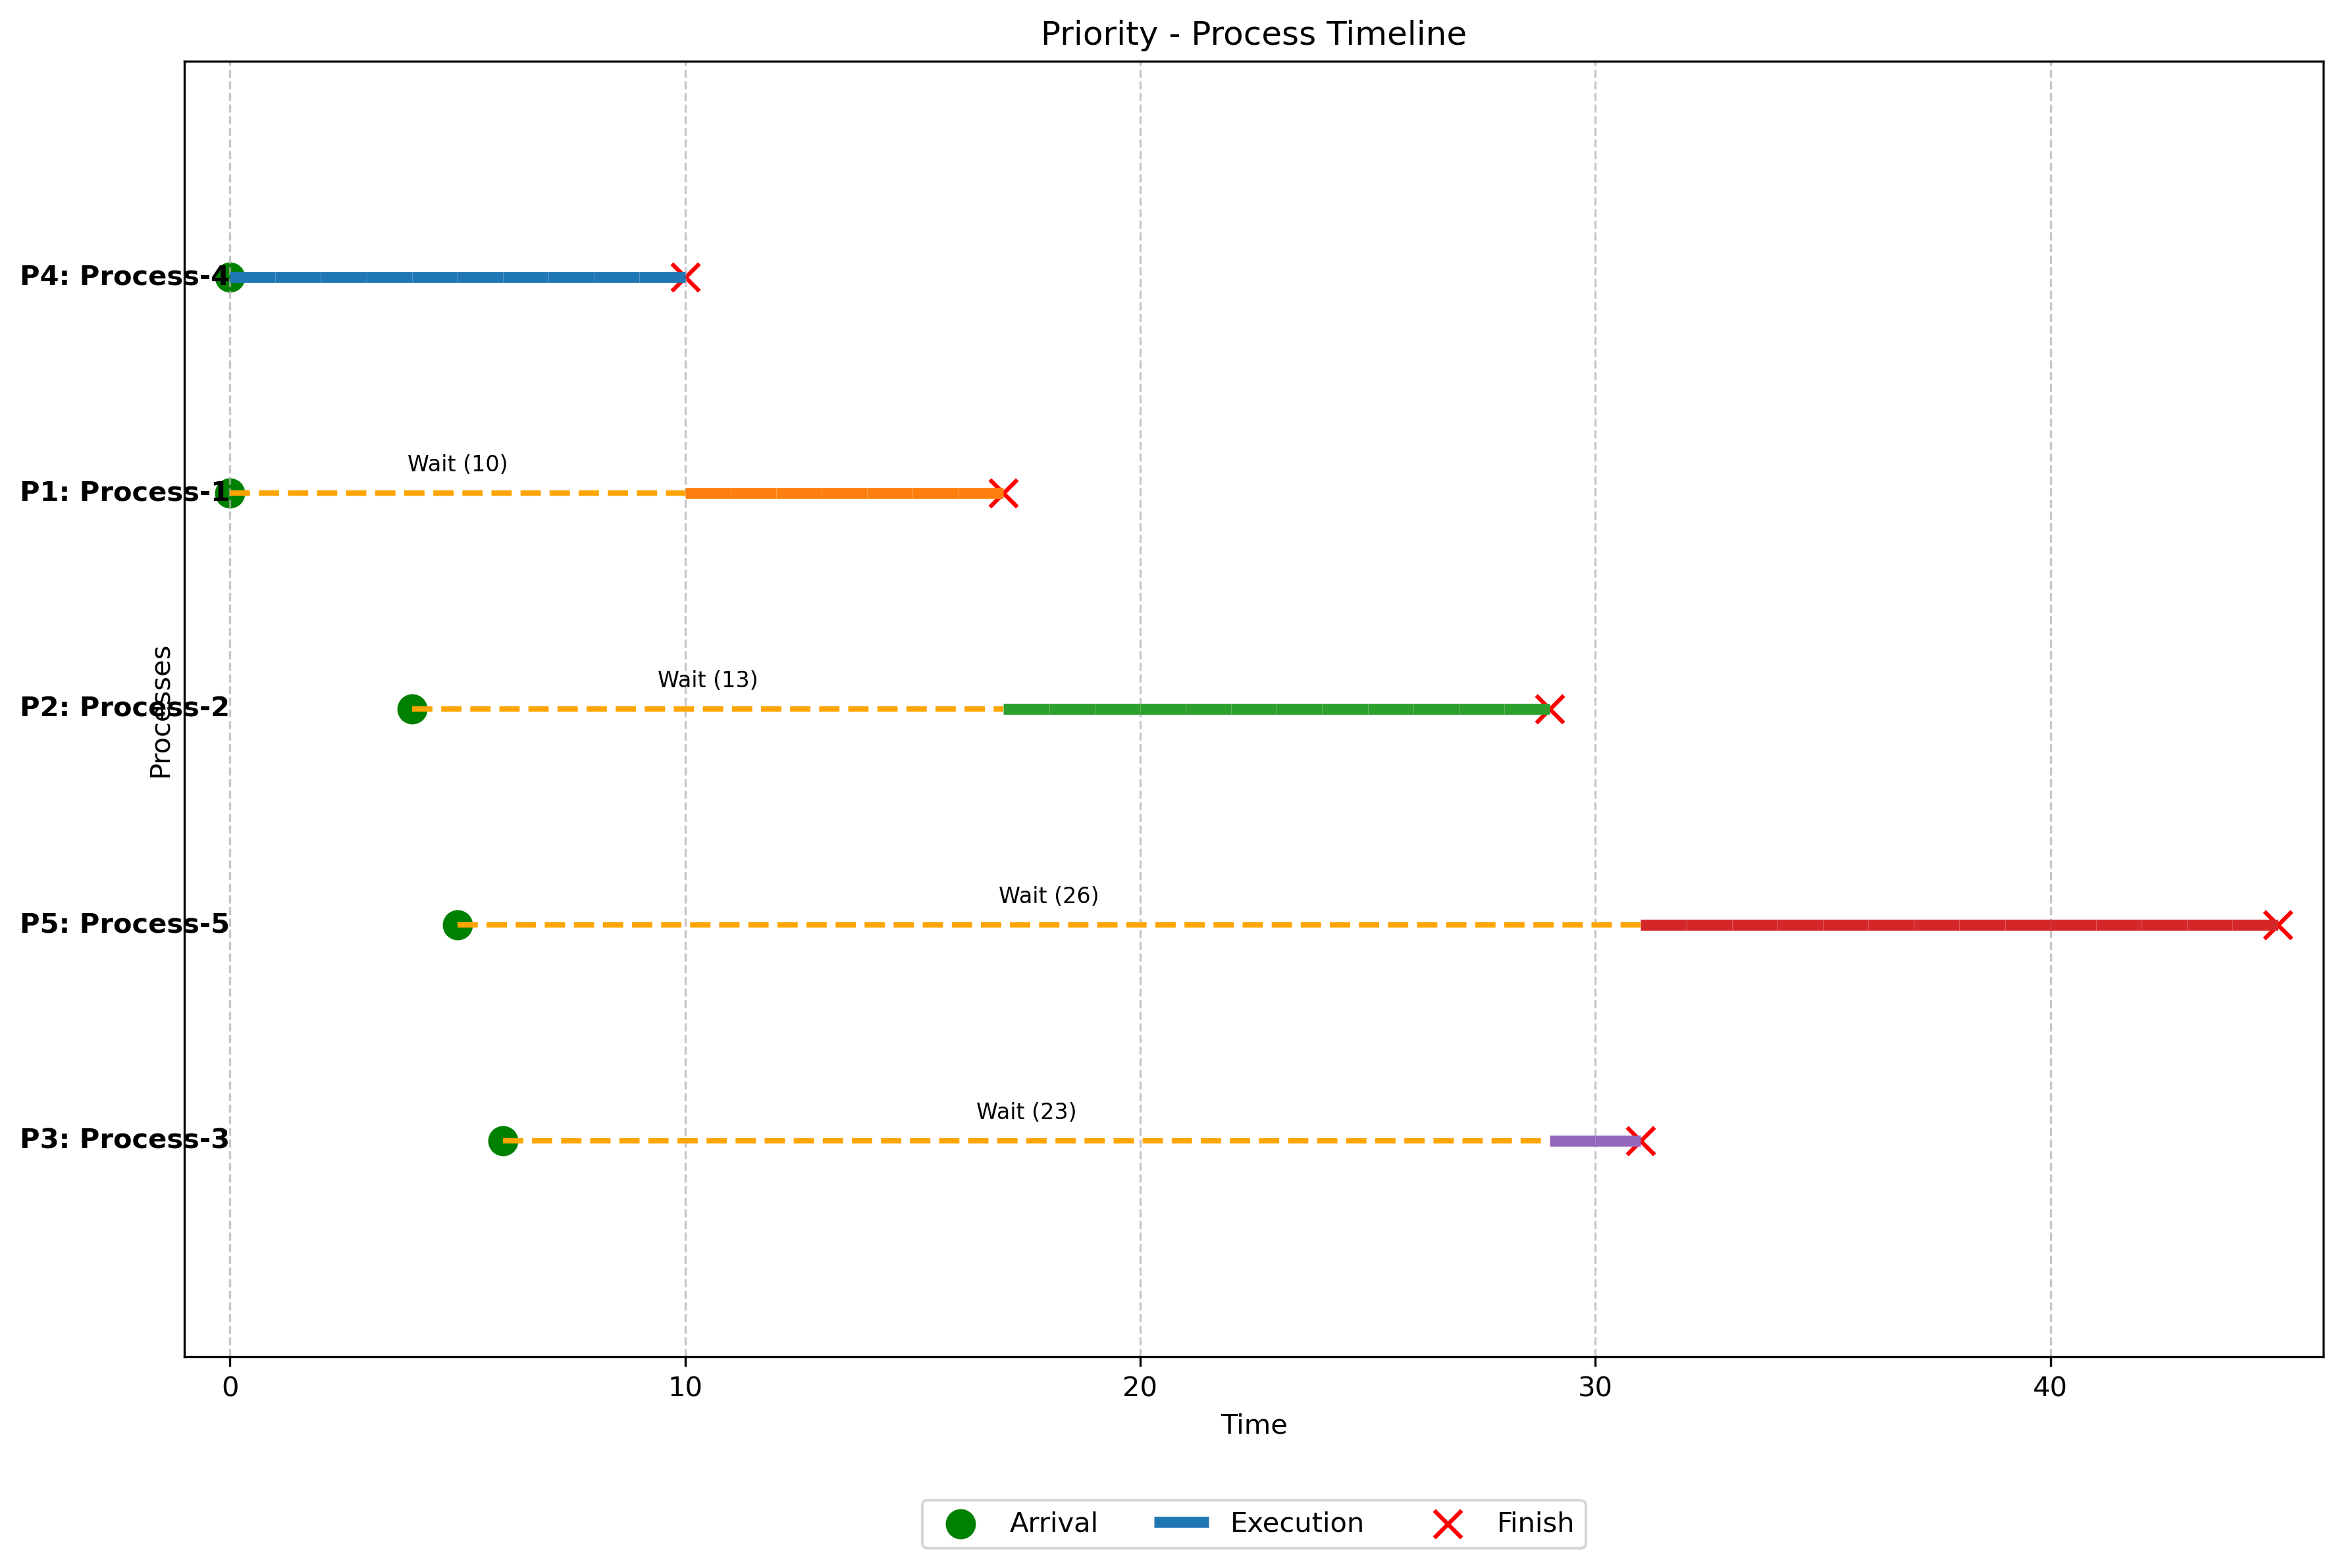 Priority - Process Timeline
P4: Process-4
Wait (10)
P1: Process-1
Wait (13)
P2: Process-2
Processes
Wait (26)
P5: Process-5
Wait (23)
P3: Process-3
0 10 20 30 40
Time
Arrival Execution Finish